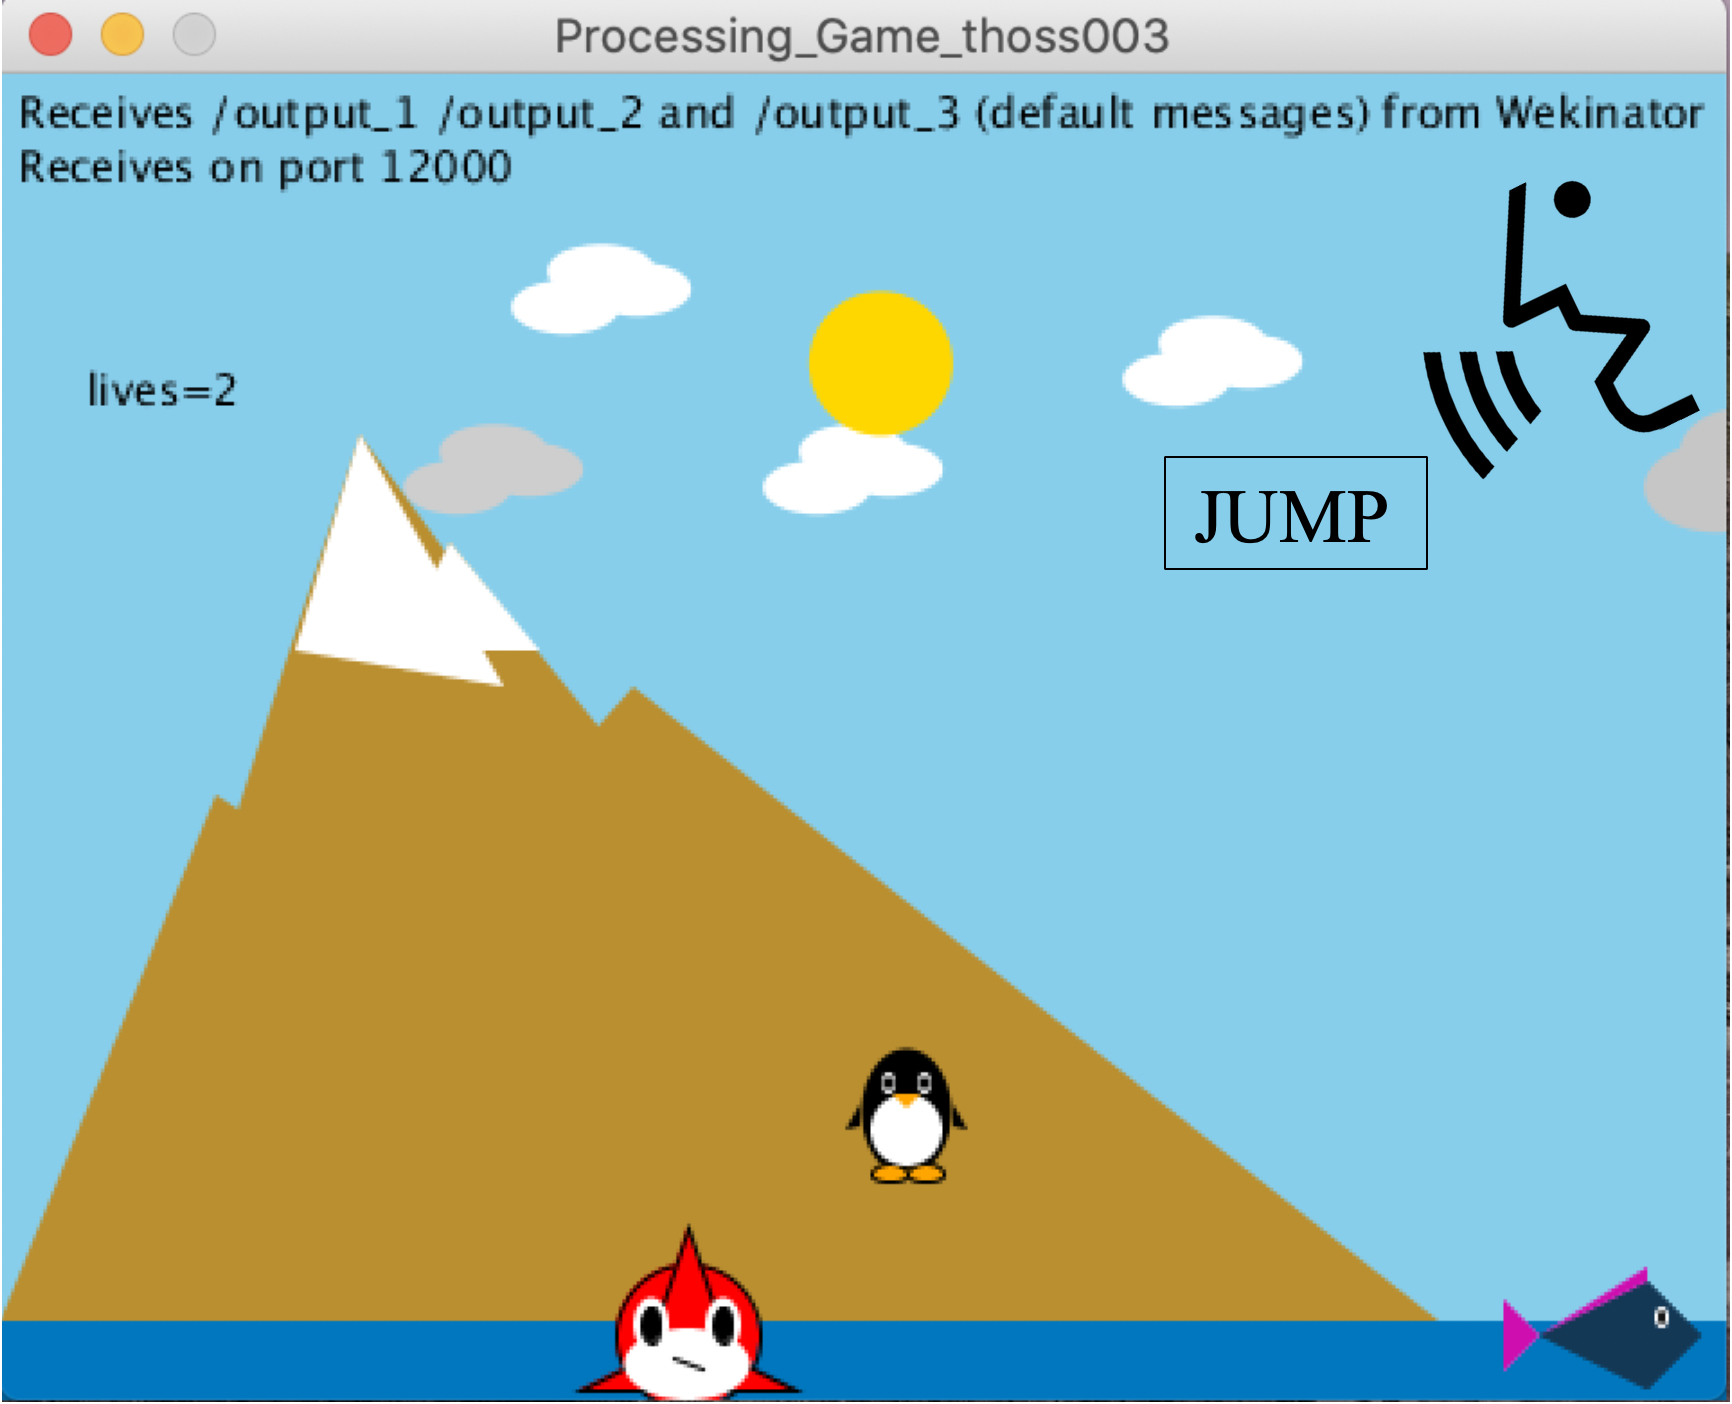 Processing_Game_thoss003
Receives /output_1 /output_2 and /output_3 (default messages) from Wekinator
Receives on port 12000
lives=2
JUMP